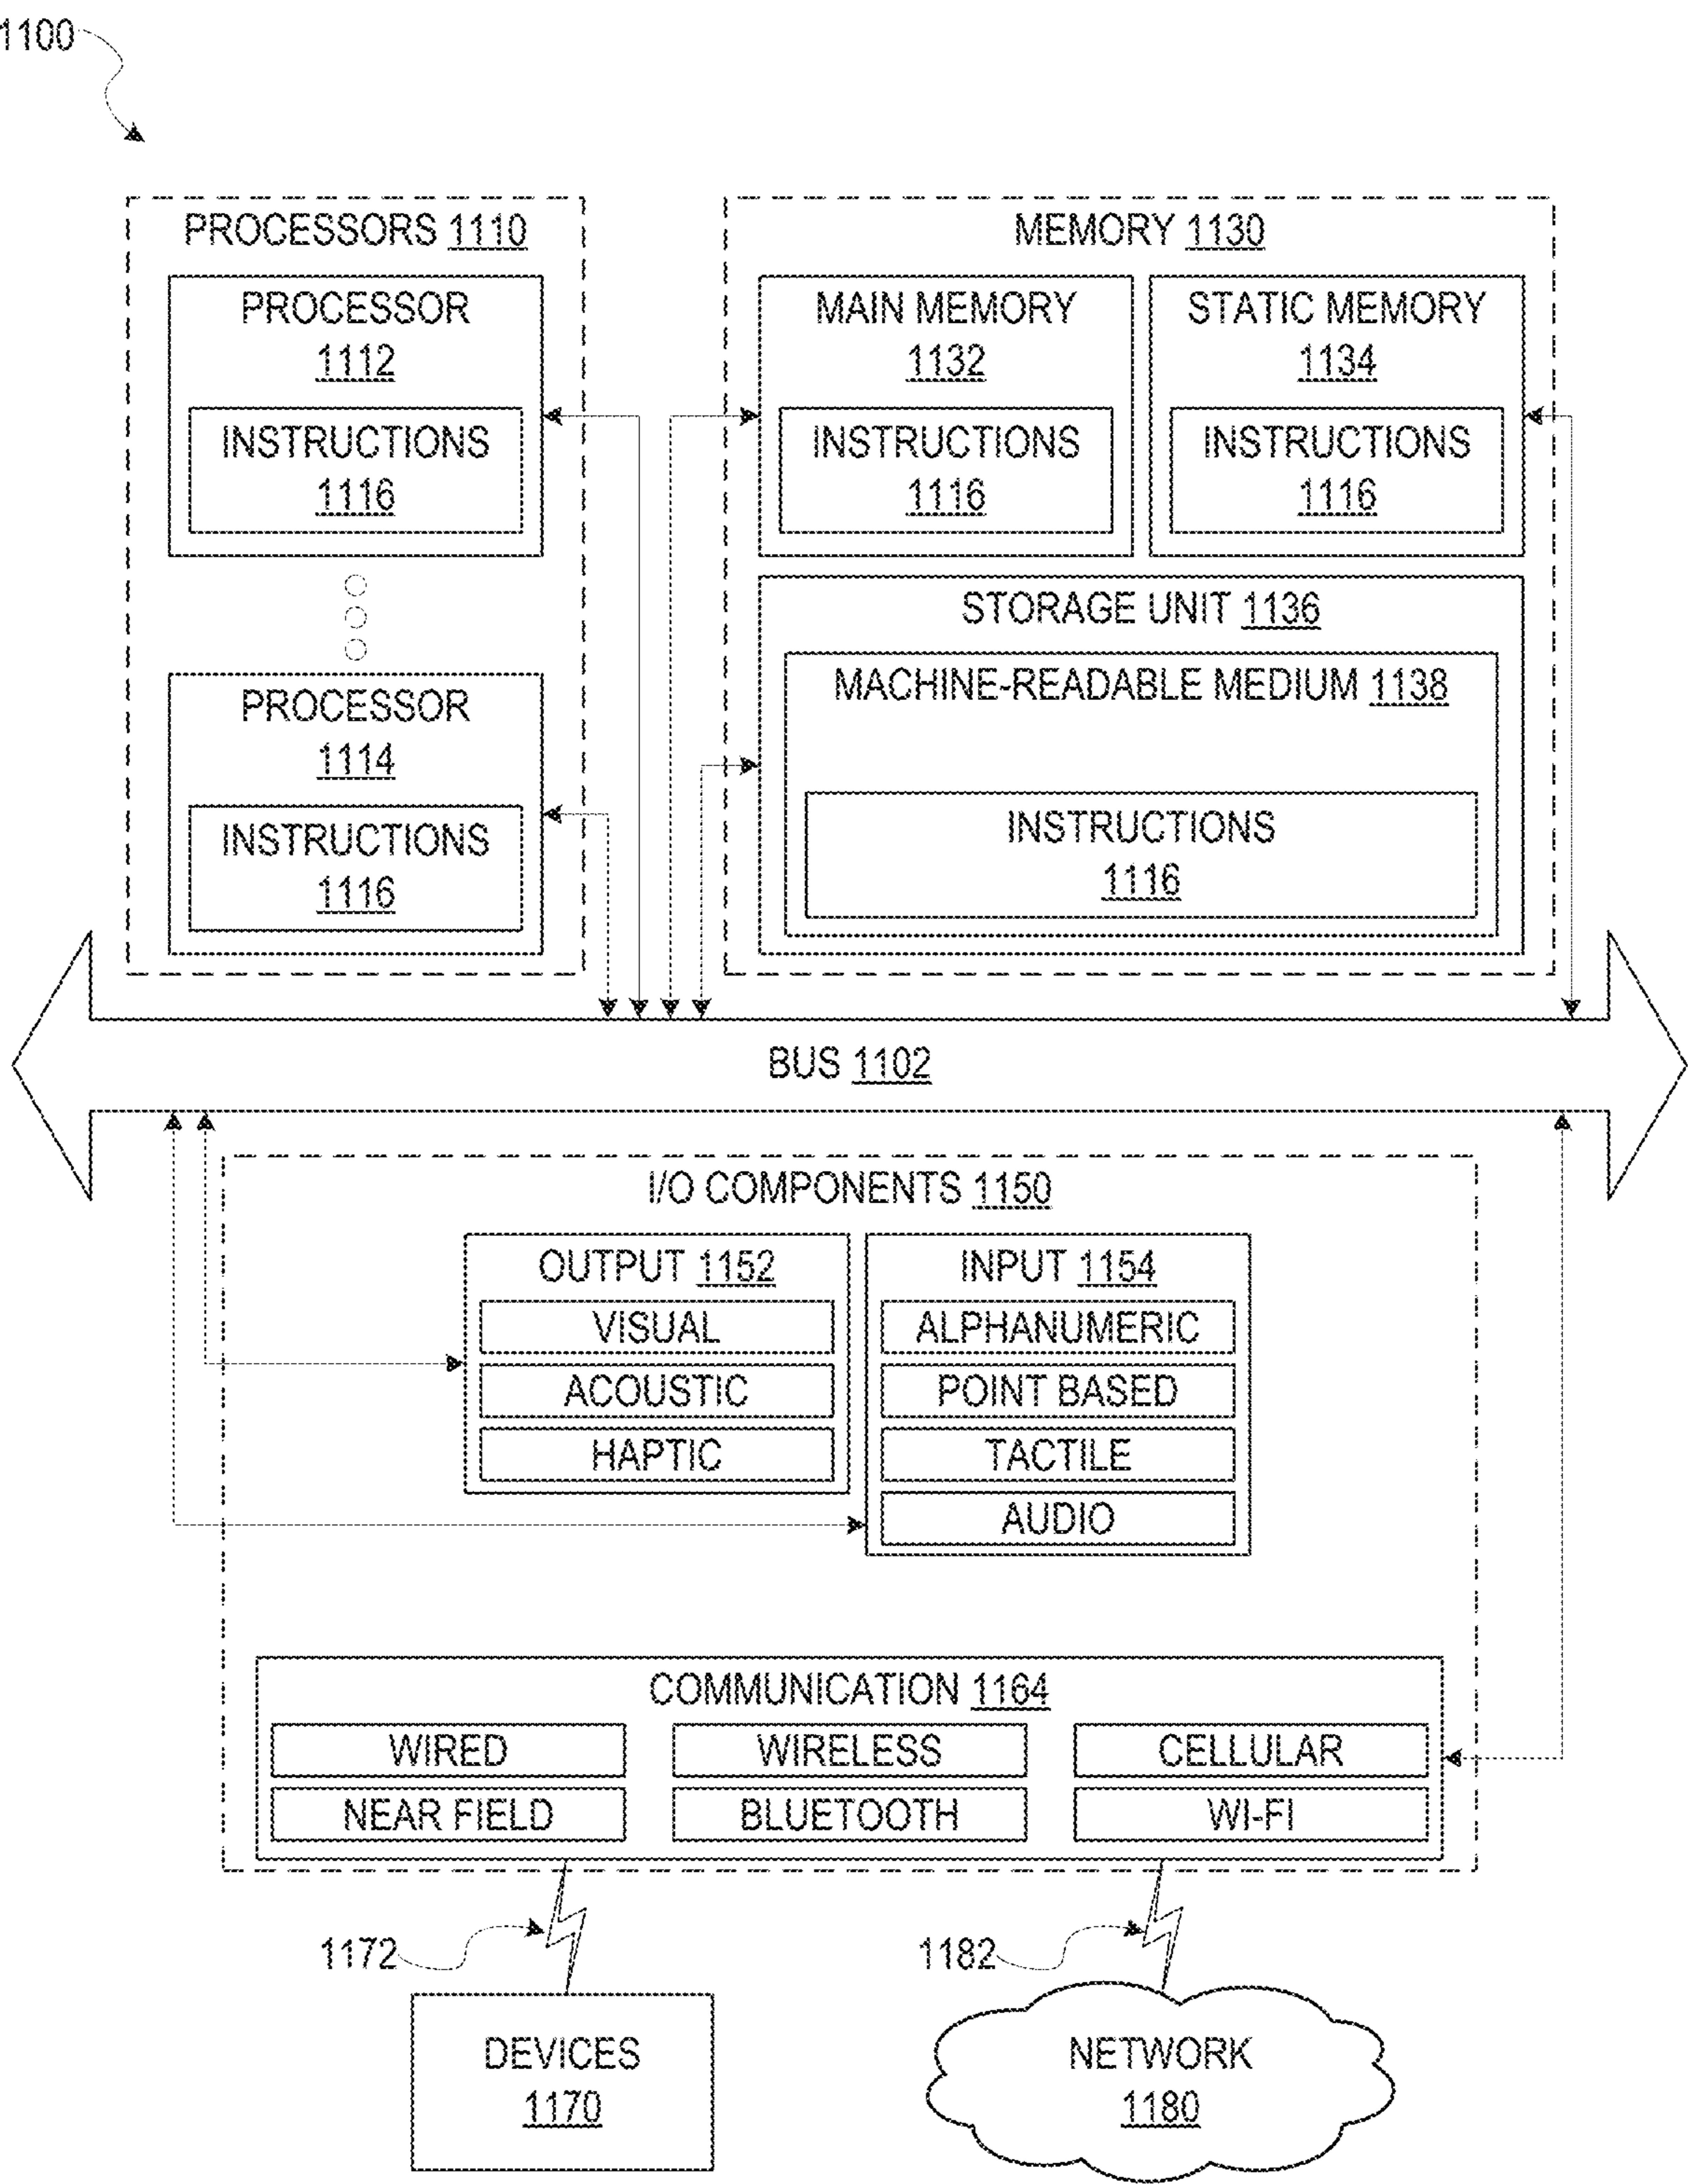 1100
PROCESSORS 1110
PROCESSOR
1112
INSTRUCTIONS
1116
PROCESSOR
1114
INSTRUCTIONS
1116
MEMORY 1130
MAIN MEMORY
1132
INSTRUCTIONS
1116
STATIC MEMORY
1134
INSTRUCTIONS
1116
STORAGE UNIT 1136
MACHINE-READABLE MEDIUM 1138
INSTRUCTIONS
1116
BUS 1102
I/O COMPONENTS 1150
OUTPUT 1152
VISUAL
ACOUSTIC
HAPTIC
INPUT 1154
ALPHANUMERIC
POINT BASED
TACTILE
AUDIO
COMMUNICATION 1164
WIRED
WIRELESS
CELLULAR
NEAR FIELD
BLUETOOTH
WI-FI
1172
1182
DEVICES
1170
NETWORK
1180